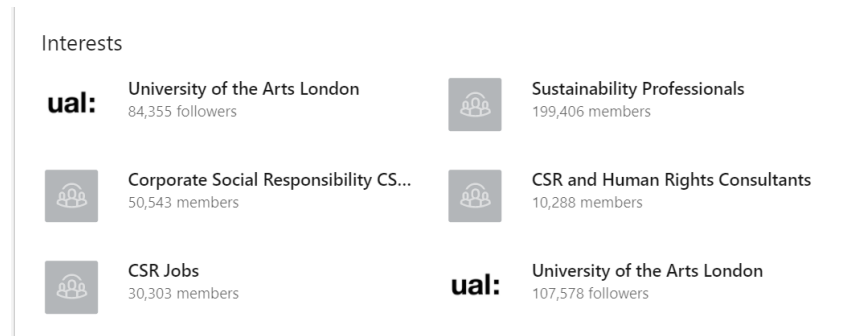 Interests
ual:
University of the Arts London
84,355 followers
Sustainability Professionals
199,406 members
Corporate Social Responsibility CS...
50,543 members
CSR and Human Rights Consultants
10,288 members
CSR Jobs
30,303 members
ual:
University of the Arts London
107,578 followers